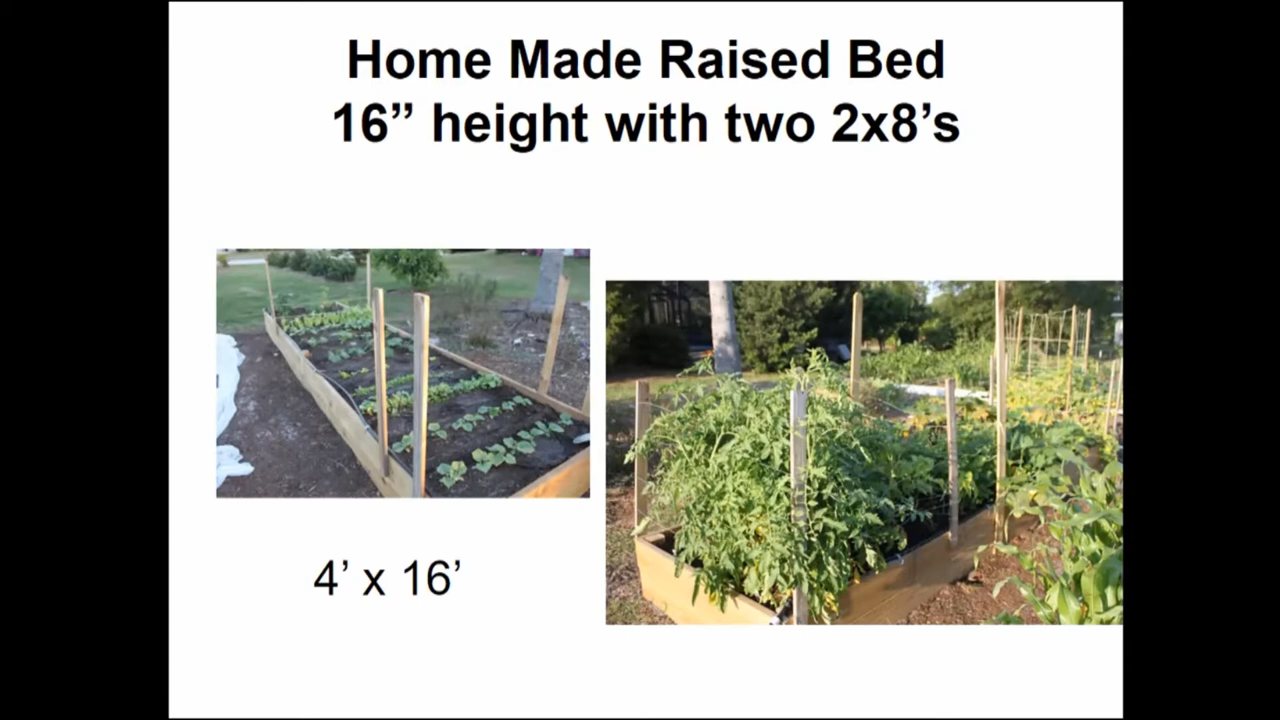 Home Made Raised Bed
16” height with two 2x8’s
4’ x 16’